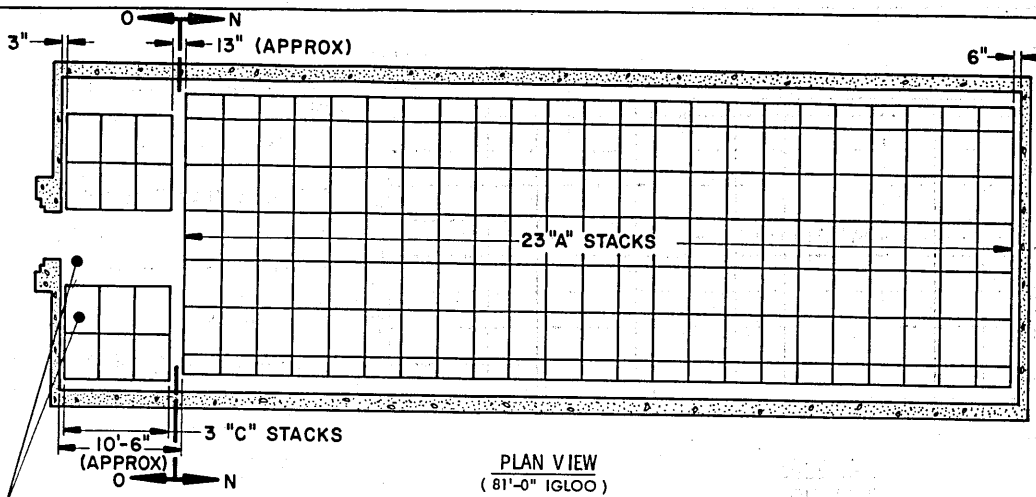 O N
3" 13" (APPROX) 6"
23 "A" STACKS
3 "C" STACKS
10'-6"
(APPROX)
O N
PLAN VIEW
( 81'-0" IGLOO )